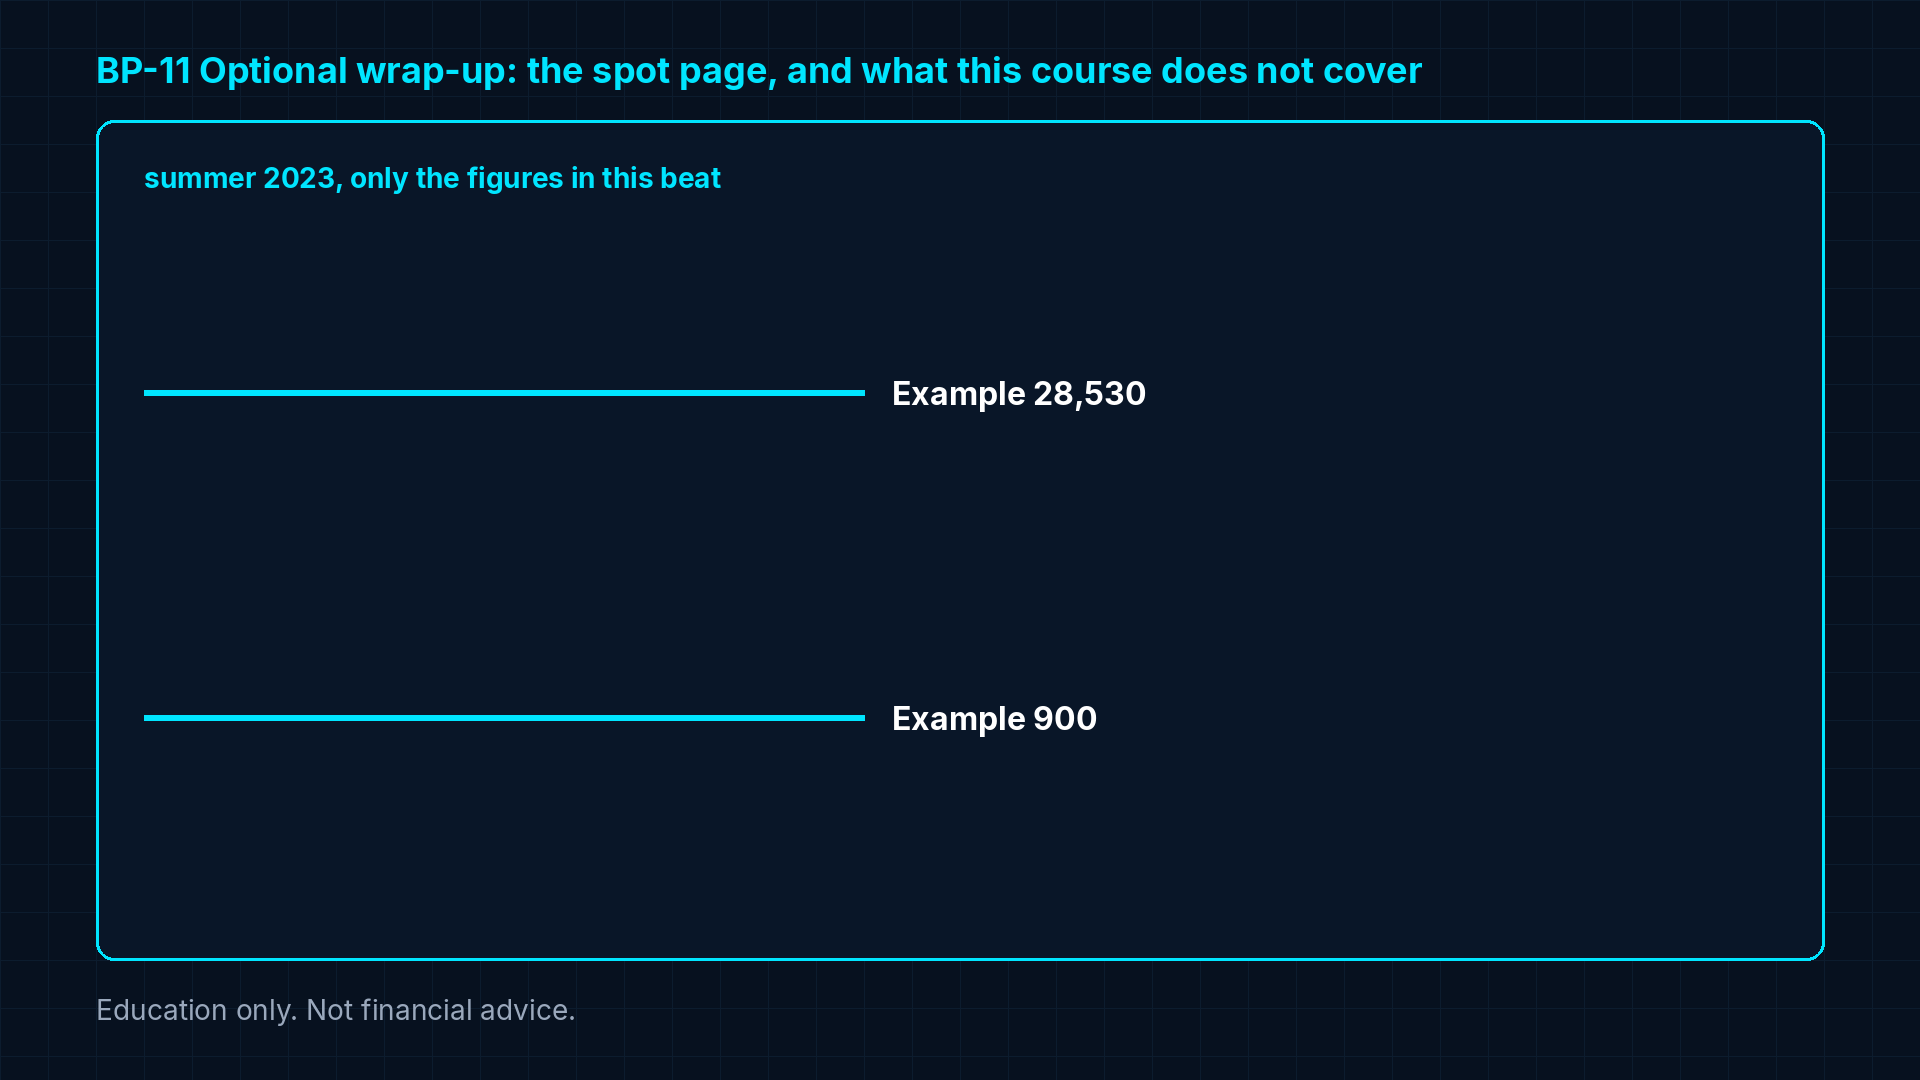 BP-11 Optional wrap-up: the spot page, and what this course does not cover
summer 2023, only the figures in this beat
Example 28,530
Example 900
Education only. Not financial advice.